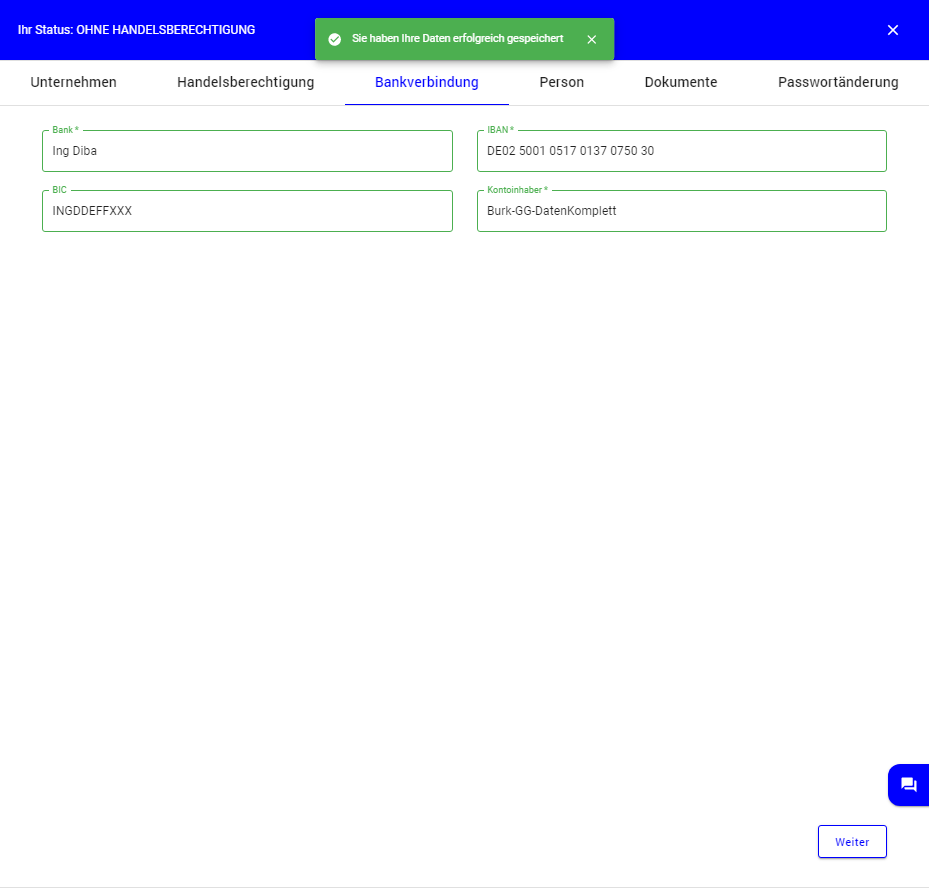 Ihr Status: OHNE HANDELSBERECHTIGUNG
Sie haben Ihre Daten erfolgreich gespeichert
Unternehmen
Handelsberechtigung
Bankverbindung
Person
Dokumente
Passwortänderung
Bank *
Ing Diba
IBAN *
DE02 5001 0517 0137 0750 30
BIC
INGDDEFFXXX
Kontoinhaber *
Burk-GG-DatenKomplett
Weiter